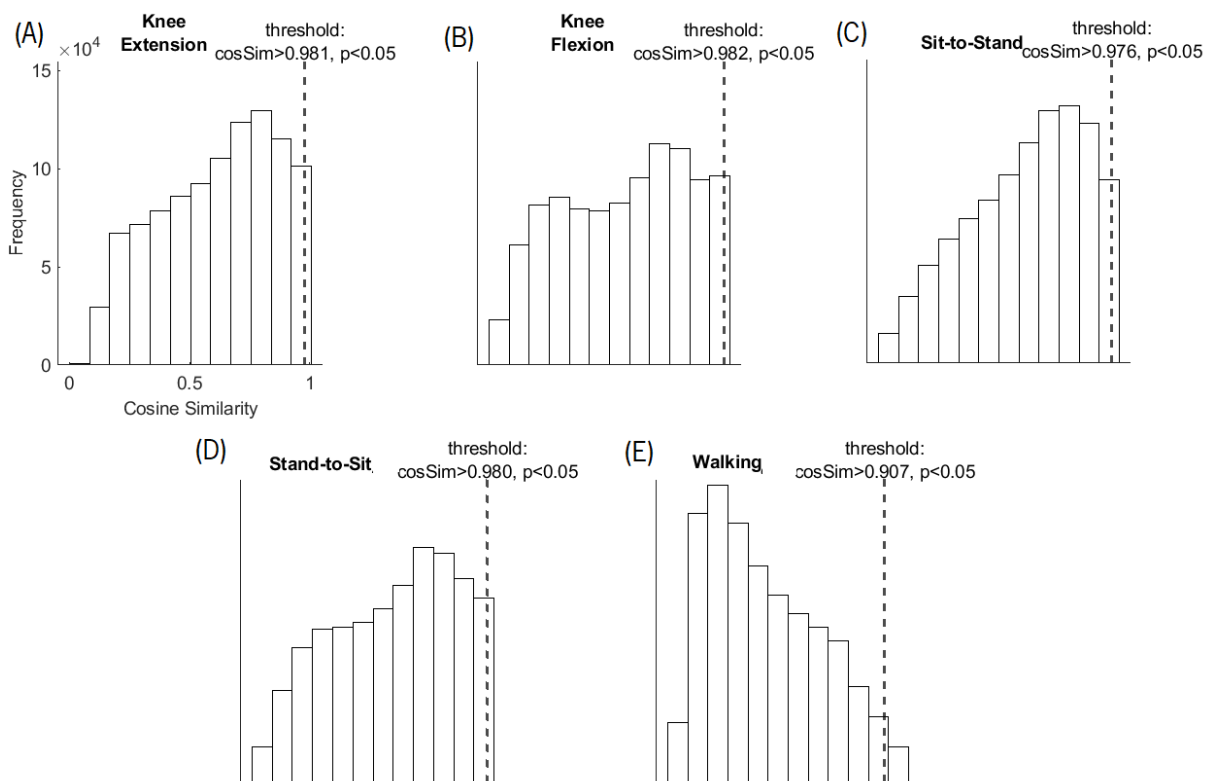 (A)
Knee
Extension
threshold:
cosSim>0.981, p<0.05
×10⁴
15
10
5
0
Frequency
0 0.5 1
Cosine Similarity
(B)
Knee
Flexion
threshold:
cosSim>0.982, p<0.05
(C)
Sit-to-Stand
threshold:
cosSim>0.976, p<0.05
(D)
Stand-to-Sit
threshold:
cosSim>0.980, p<0.05
(E)
Walking
threshold:
cosSim>0.907, p<0.05